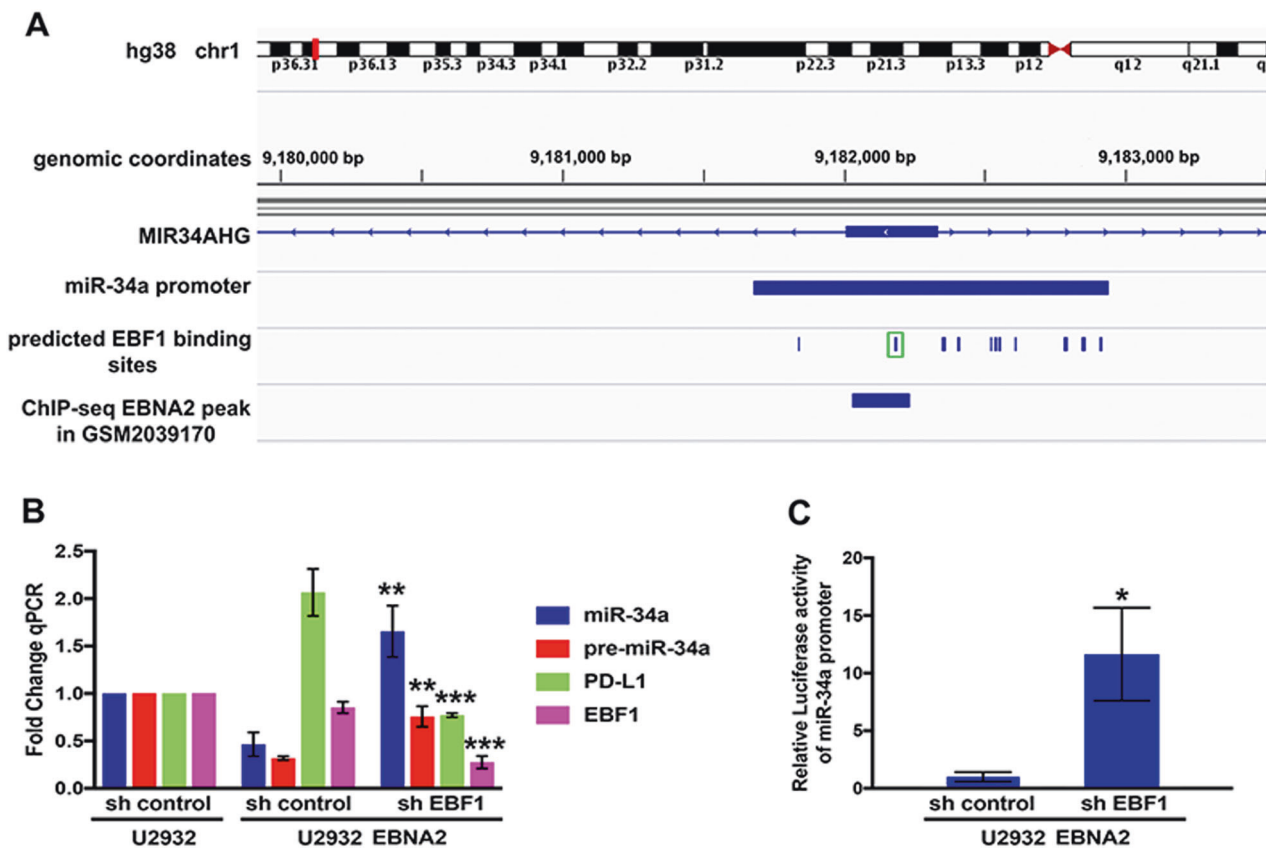 A
hg38 chr1
p36.31 p36.13 p35.3 p34.3 p34.1 p32.2 p31.2 p22.3 p21.3 p13.3 p12 q12 q21.1 q
genomic coordinates
9,180,000 bp 9,181,000 bp 9,182,000 bp 9,183,000 bp
MIR34AHG
miR-34a promoter
predicted EBF1 binding
sites
ChIP-seq EBNA2 peak
in GSM2039170
B
Fold Change qPCR
2.5
2.0
1.5
1.0
0.5
0.0
**
**
***
***
sh control sh control sh EBF1
U2932 U2932 EBNA2
miR-34a
pre-miR-34a
PD-L1
EBF1
C
Relative Luciferase activity
of miR-34a promoter
20
15
10
5
0
*
sh control sh EBF1
U2932 EBNA2